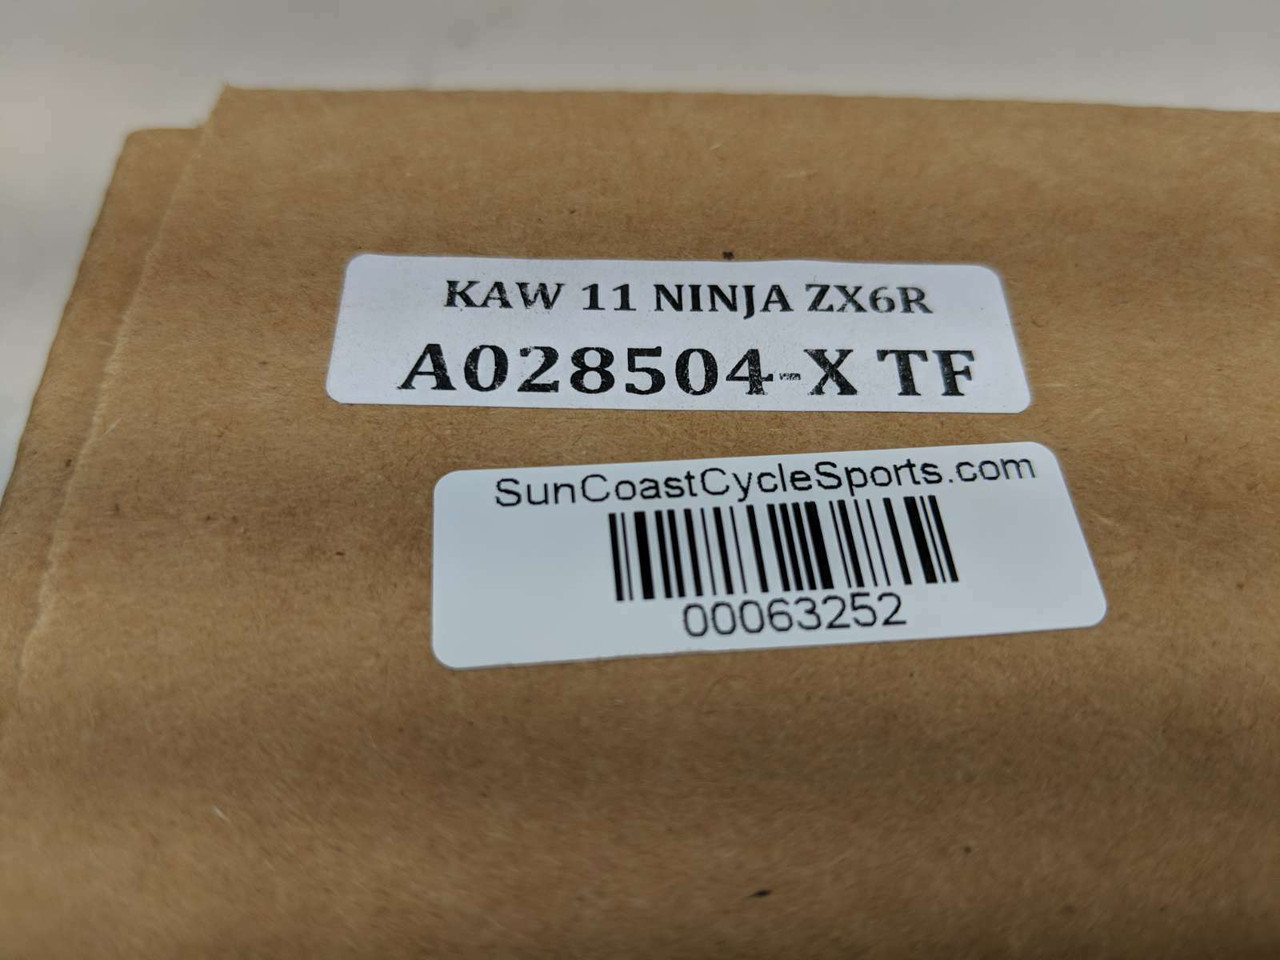 KAW 11 NINJA ZX6R
A028504-X TF
SunCoastCycleSports.com
00063252